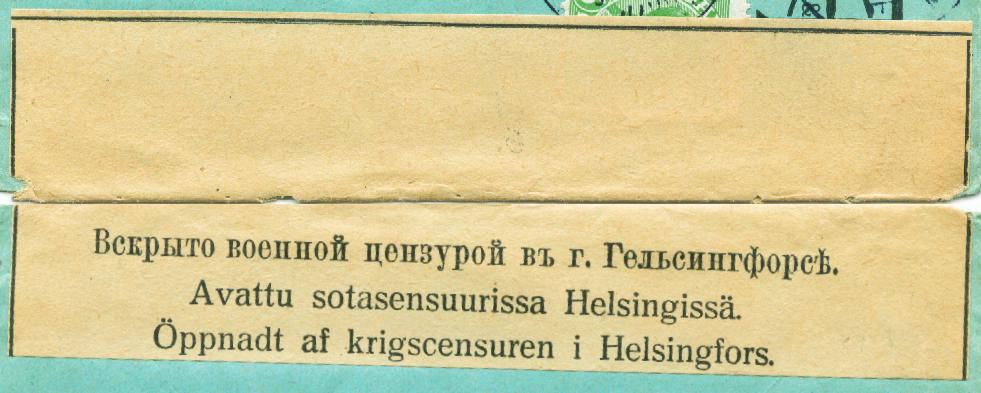 Вскрыто военной цензурой въ г. Гельсингфорсѣ.
Avattu sotasensuurissa Helsingissä.
Öppnadt af krigscensuren i Helsingfors.